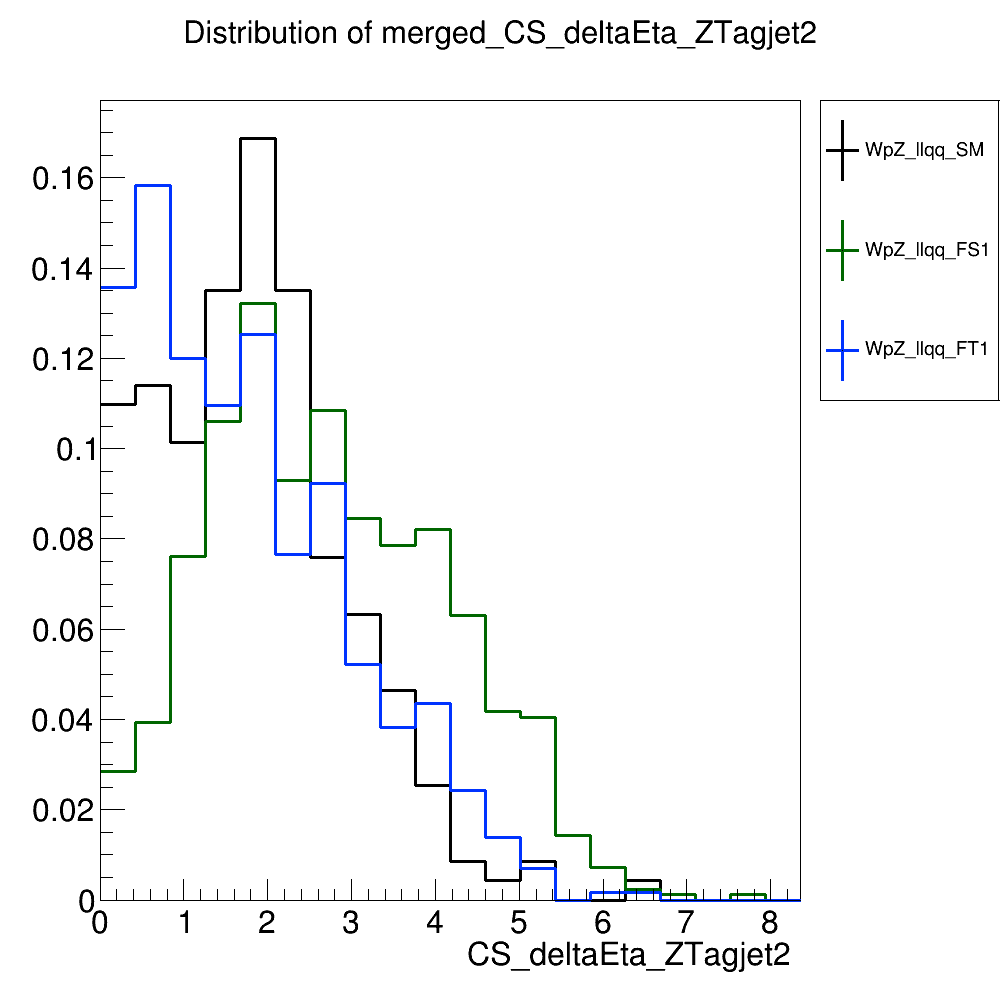 Distribution of merged_CS_deltaEta_ZTagjet2
WpZ_llqq_SM
WpZ_llqq_FS1
WpZ_llqq_FT1
0.16
0.14
0.12
0.1
0.08
0.06
0.04
0.02
0
0 1 2 3 4 5 6 7 8
CS_deltaEta_ZTagjet2